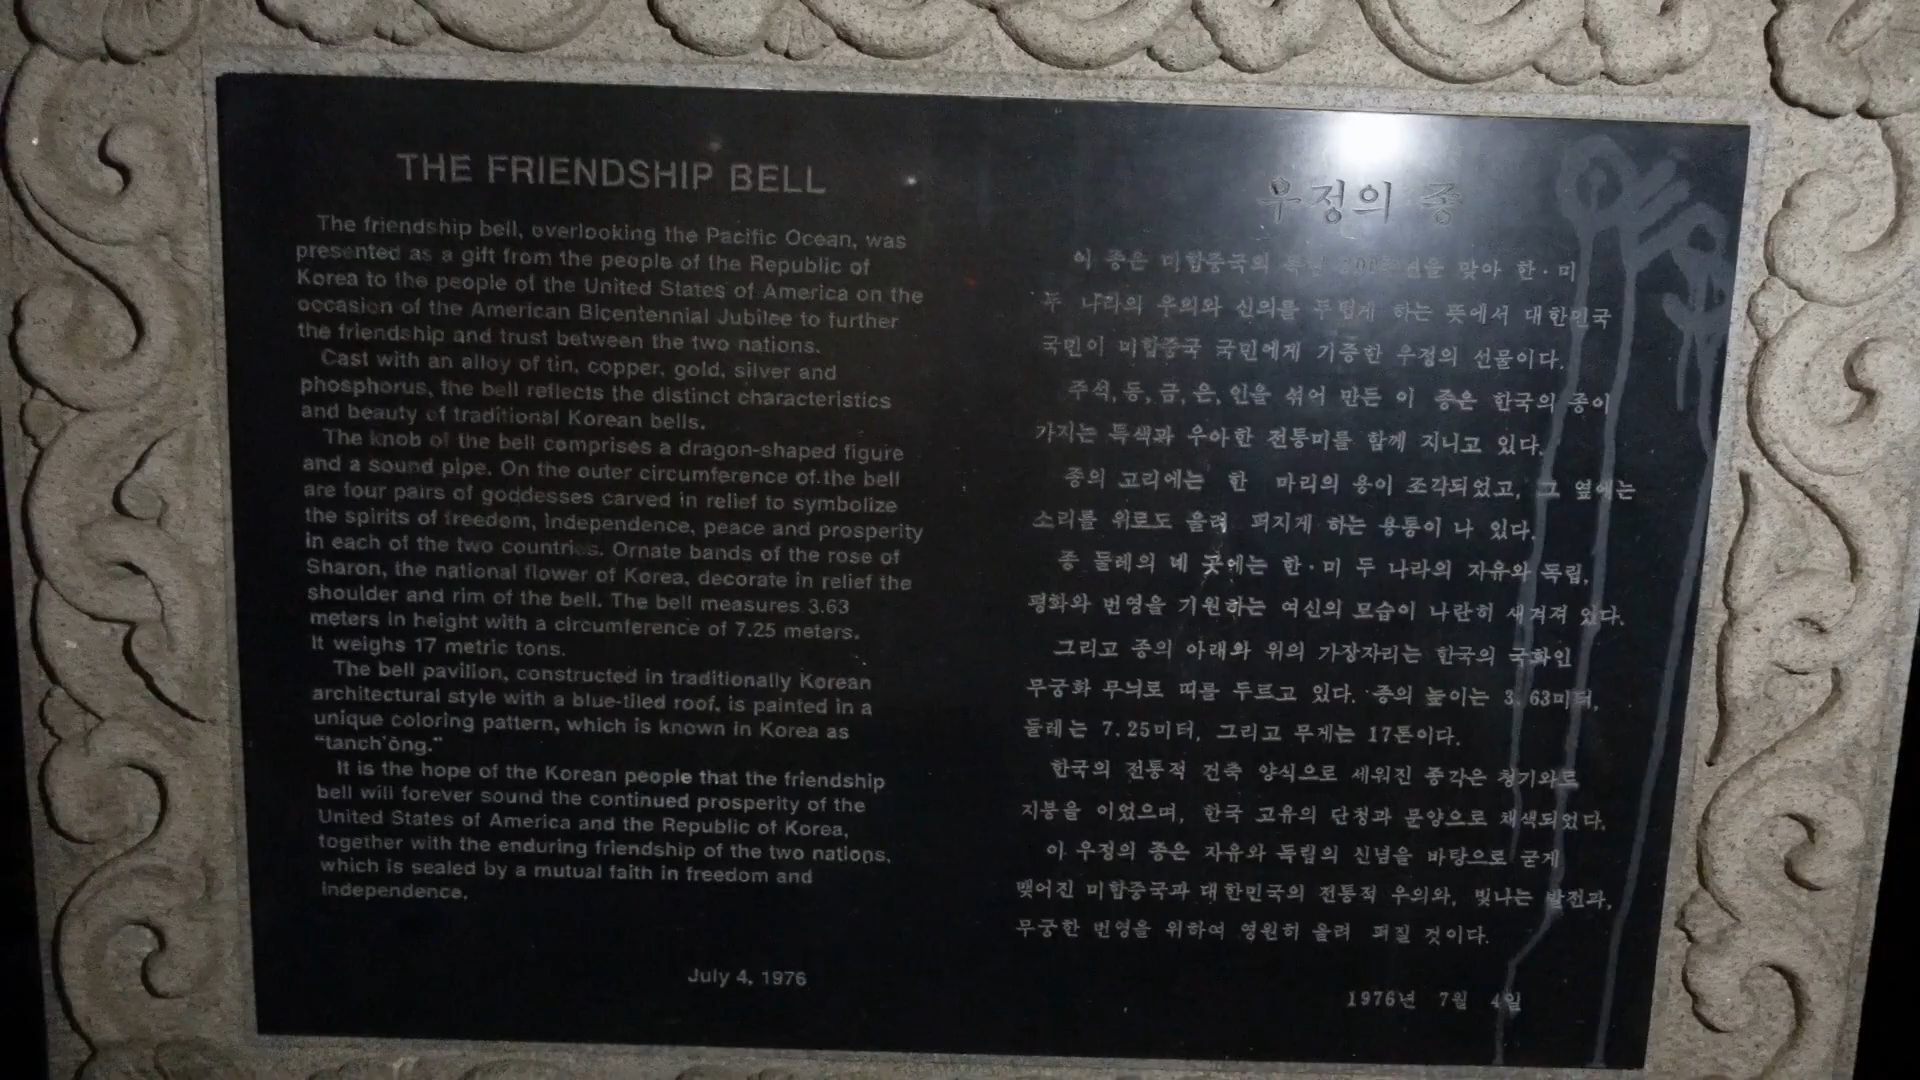 THE FRIENDSHIP BELL
The friendship bell, overlooking the Pacific Ocean, was
presented as a gift from the people of the Republic of
Korea to the people of the United States of America on the
occasion of the American Bicentennial Jubilee to further
the friendship and trust between the two nations.
Cast with an alloy of tin, copper, gold, silver and
phosphorus, the bell reflects the distinct characteristics
and beauty of traditional Korean bells.
The knob of the bell comprises a dragon-shaped figure
and a sound pipe. On the outer circumference of the bell
are four pairs of goddesses carved in relief to symbolize
the spirits of freedom, independence, peace and prosperity
in each of the two countries. Ornate bands of the rose of
Sharon, the national flower of Korea, decorate in relief the
shoulder and rim of the bell. The bell measures 3.63
meters in height with a circumference of 7.25 meters.
It weighs 17 metric tons.
The bell pavilion, constructed in traditionally Korean
architectural style with a blue-tiled roof, is painted in a
unique coloring pattern, which is known in Korea as
“tanch'ŏng.”
It is the hope of the Korean people that the friendship
bell will forever sound the continued prosperity of the
United States of America and the Republic of Korea,
together with the enduring friendship of the two nations,
which is sealed by a mutual faith in freedom and
independence.
July 4, 1976
우정의 종
이 종은 미합중국의 독립 200주년을 맞아 한·미
두 나라의 우의와 신의를 두텁게 하는 뜻에서 대한민국
국민이 미합중국 국민에게 기증한 우정의 선물이다.
주석, 동, 금, 은, 인을 섞어 만든 이 종은 한국의 종이
가지는 특색과 우아한 전통미를 함께 지니고 있다.
종의 고리에는 한 마리의 용이 조각되었고, 그 옆에는
소리를 위로도 울려 퍼지게 하는 용통이 나 있다.
종 둘레의 네 곳에는 한·미 두 나라의 자유와 독립,
평화와 번영을 기원하는 여신의 모습이 나란히 새겨져 있다.
그리고 종의 아래와 위의 가장자리는 한국의 국화인
무궁화 무늬로 띠를 두르고 있다. 종의 높이는 3.63미터,
둘레는 7.25미터, 그리고 무게는 17톤이다.
한국의 전통적 건축 양식으로 세워진 종각은 청기와로
지붕을 이었으며, 한국 고유의 단청과 문양으로 채색되었다.
아 우정의 종은 자유와 독립의 신념을 바탕으로 굳게
맺어진 미합중국과 대한민국의 전통적 우의와, 빛나는 발전과,
무궁한 번영을 위하여 영원히 울려 퍼질 것이다.
1976년 7월 4일